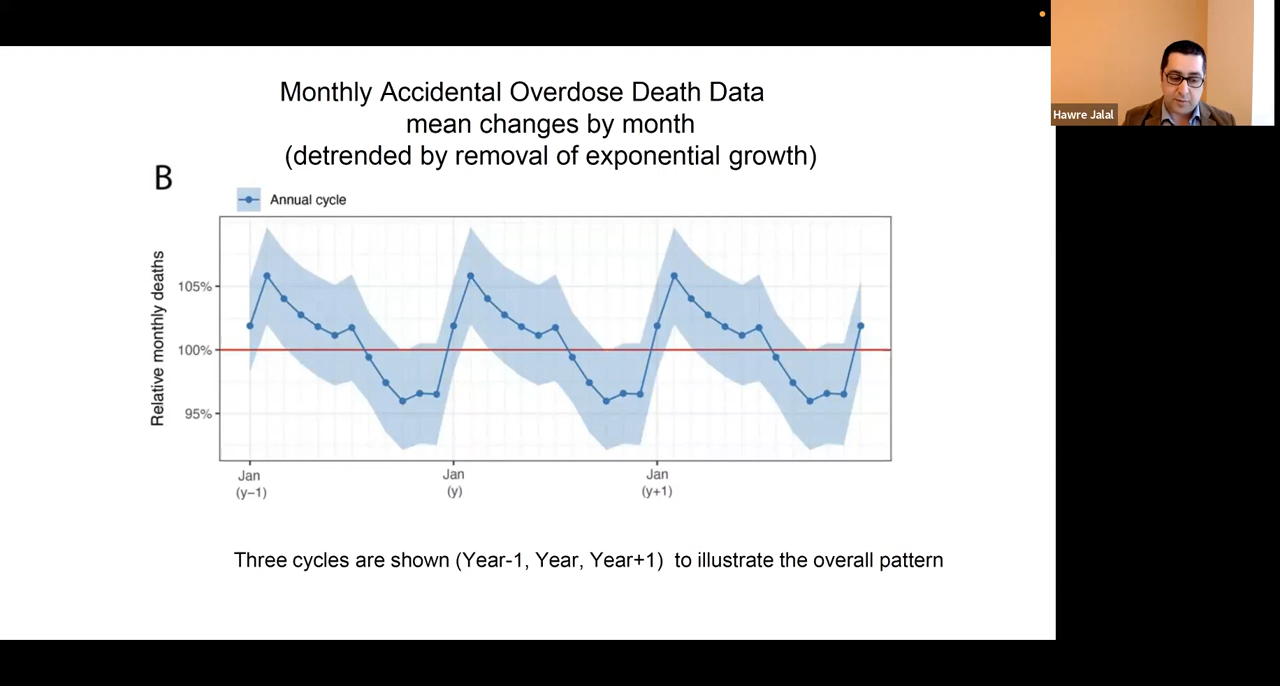 Hawre Jalal
Monthly Accidental Overdose Death Data
mean changes by month
(detrended by removal of exponential growth)
B
Annual cycle
Relative monthly deaths
105%
100%
95%
Jan
(y−1)
Jan
(y)
Jan
(y+1)
Three cycles are shown (Year-1, Year, Year+1) to illustrate the overall pattern